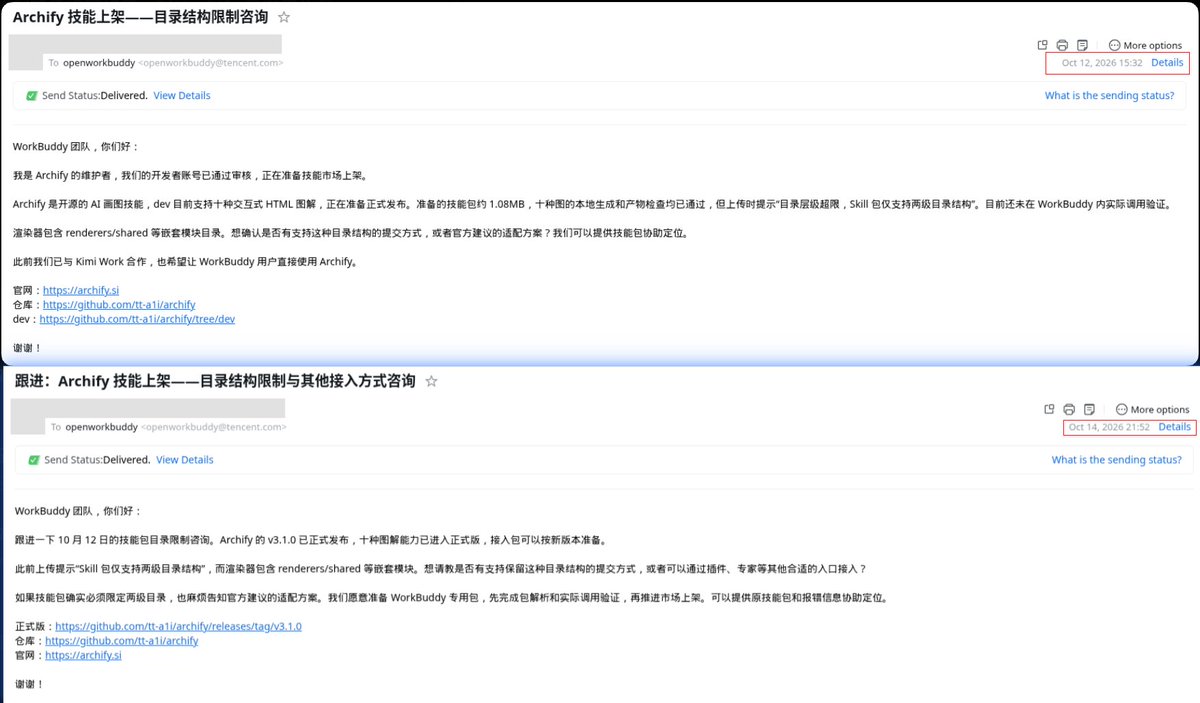 Archify 技能上架——目录结构限制咨询
More options
To openworkbuddy <openworkbuddy@tencent.com>
Oct 12, 2026 15:32 Details
Send Status:Delivered. View Details
What is the sending status?
WorkBuddy 团队，你们好：
我是 Archify 的维护者，我们的开发者账号已通过审核，正在准备技能市场上架。
Archify 是开源的 AI 画图技能，dev 目前支持十种交互式 HTML 图解，正在准备正式发布。准备的技能包约 1.08MB，十种图的本地生成和产物检查均已通过，但上传时提示“目录层级超限，Skill 包仅支持两级目录结构”。目前还未在 WorkBuddy 内实际调用验证。
渲染器包含 renderers/shared 等嵌套模块目录。想确认是否有支持这种目录结构的提交方式，或者官方建议的适配方案？我们可以提供技能包协助定位。
此前我们已与 Kimi Work 合作，也希望让 WorkBuddy 用户直接使用 Archify。
官网：https://archify.si
仓库：https://github.com/tt-a1i/archify
dev：https://github.com/tt-a1i/archify/tree/dev
谢谢！
跟进：Archify 技能上架——目录结构限制与其他接入方式咨询
More options
To openworkbuddy <openworkbuddy@tencent.com>
Oct 14, 2026 21:52 Details
Send Status:Delivered. View Details
What is the sending status?
WorkBuddy 团队，你们好：
跟进一下 10 月 12 日的技能包目录限制咨询。Archify 的 v3.1.0 已正式发布，十种图解能力已进入正式版，接入包可以按新版本准备。
此前上传提示“Skill 包仅支持两级目录结构”，而渲染器包含 renderers/shared 等嵌套模块。想请教是否有支持保留这种目录结构的提交方式，或者可以通过插件、专家等其他合适的入口接入？
如果技能包确实必须限定两级目录，也麻烦告知官方建议的适配方案。我们愿意准备 WorkBuddy 专用包，先完成包解析和实际调用验证，再推进市场上架。可以提供原技能包和报错信息协助定位。
正式版：https://github.com/tt-a1i/archify/releases/tag/v3.1.0
仓库：https://github.com/tt-a1i/archify
官网：https://archify.si
谢谢！